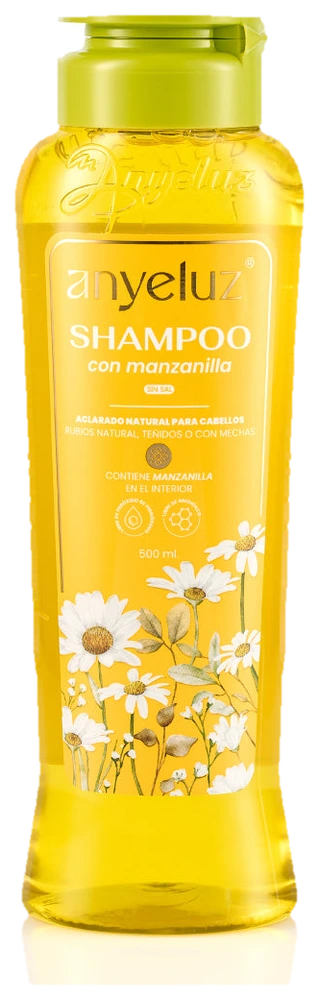 Anyeluz
anyeluz®
SHAMPOO
con manzanilla
SIN SAL
ACLARADO NATURAL PARA CABELLOS
RUBIOS NATURAL, TEÑIDOS O CON MECHAS
CONTIENE MANZANILLA
EN EL INTERIOR
500 ml.